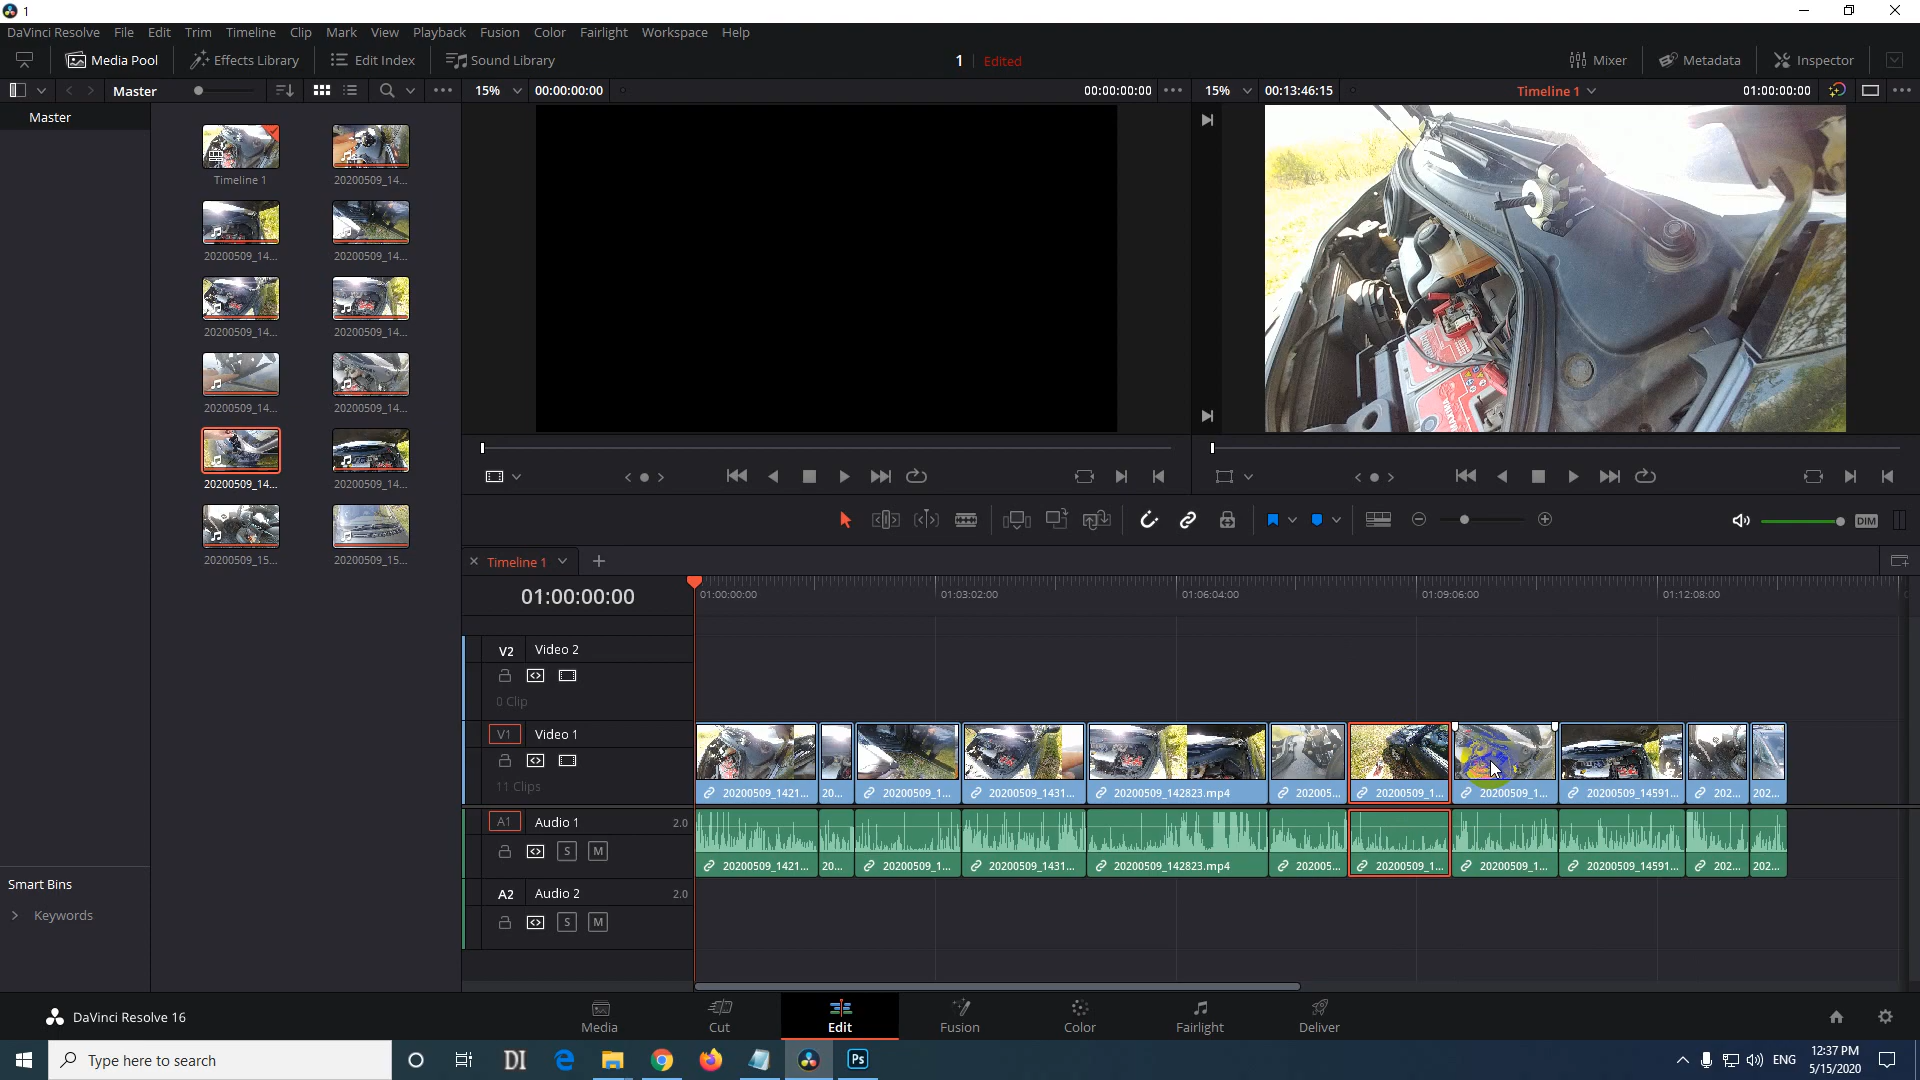 1
DaVinci Resolve File Edit Trim Timeline Clip Mark View Playback Fusion Color Fairlight Workspace Help
Media Pool Effects Library Edit Index Sound Library 1 Edited Mixer Metadata Inspector
Master 15% 00:00:00:00 00:00:00:00 15% 00:13:46:15 Timeline 1 01:00:00:00
Master
Timeline 1 20200509_14...
20200509_14... 20200509_14...
20200509_14... 20200509_14...
20200509_14... 20200509_14...
20200509_14... 20200509_14...
20200509_15... 20200509_15...
DIM
Timeline 1
01:00:00:00 01:00:00:00 01:03:02:00 01:06:04:00 01:09:06:00 01:12:08:00
V2 Video 2
0 Clip
V1 Video 1
11 Clips
20200509_1421... 20... 20200509_1... 20200509_1431... 20200509_142823.mp4 202005... 20200509_1... 20200509_1... 20200509_14591... 202... 202...
A1 Audio 1 2.0
S M
20200509_1421... 20... 20200509_1... 20200509_1431... 20200509_142823.mp4 202005... 20200509_1... 20200509_1... 20200509_14591... 202... 202...
A2 Audio 2 2.0
S M
Smart Bins
Keywords
DaVinci Resolve 16 Media Cut Edit Fusion Color Fairlight Deliver
Type here to search DI Ps ENG 12:37 PM
5/15/2020